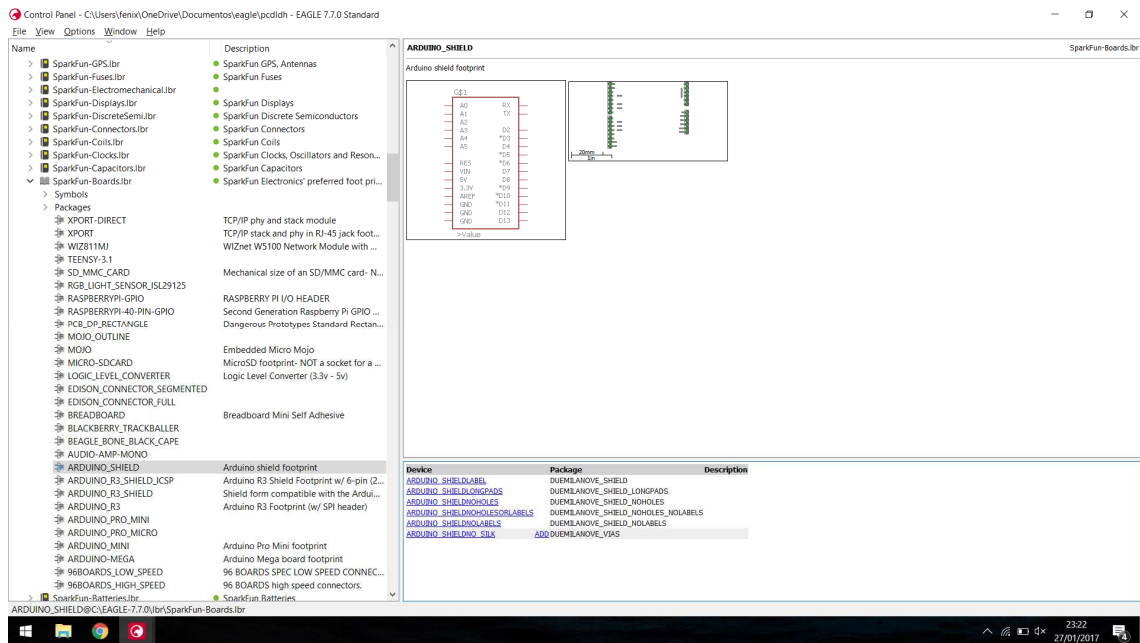 Control Panel - C:\Users\fenix\OneDrive\Documentos\eagle\pcdldh - EAGLE 7.7.0 Standard
File View Options Window Help
Name Description
SparkFun-GPS.lbr SparkFun GPS, Antennas
SparkFun-Fuses.lbr SparkFun Fuses
SparkFun-Electromechanical.lbr
SparkFun-Displays.lbr SparkFun Displays
SparkFun-DiscreteSemi.lbr SparkFun Discrete Semiconductors
SparkFun-Connectors.lbr SparkFun Connectors
SparkFun-Coils.lbr SparkFun Coils
SparkFun-Clocks.lbr SparkFun Clocks, Oscillators and Reson...
SparkFun-Capacitors.lbr SparkFun Capacitors
SparkFun-Boards.lbr SparkFun Electronics' preferred foot pri...
Symbols
Packages
XPORT-DIRECT TCP/IP phy and stack module
XPORT TCP/IP stack and phy in RJ-45 jack foot...
WIZ811MJ WIZnet W5100 Network Module with ...
TEENSY-3.1
SD_MMC_CARD Mechanical size of an SD/MMC card- N...
RGB_LIGHT_SENSOR_ISL29125
RASPBERRYPI-GPIO RASPBERRY PI I/O HEADER
RASPBERRYPI-40-PIN-GPIO Second Generation Raspberry Pi GPIO ...
PCB_DP_RECTANGLE Dangerous Prototypes Standard Rectan...
MOJO_OUTLINE
MOJO Embedded Micro Mojo
MICRO-SDCARD MicroSD footprint- NOT a socket for a ...
LOGIC_LEVEL_CONVERTER Logic Level Converter (3.3v - 5v)
EDISON_CONNECTOR_SEGMENTED
EDISON_CONNECTOR_FULL
BREADBOARD Breadboard Mini Self Adhesive
BLACKBERRY_TRACKBALLER
BEAGLE_BONE_BLACK_CAPE
AUDIO-AMP-MONO
ARDUINO_SHIELD Arduino shield footprint
ARDUINO_R3_SHIELD_ICSP Arduino R3 Shield Footprint w/ 6-pin (2...
ARDUINO_R3_SHIELD Shield form compatible with the Ardui...
ARDUINO_R3 Arduino R3 Footprint (w/ SPI header)
ARDUINO_PRO_MINI
ARDUINO_PRO_MICRO
ARDUINO_MINI Arduino Pro Mini footprint
ARDUINO-MEGA Arduino Mega board footprint
96BOARDS_LOW_SPEED 96 BOARDS SPEC LOW SPEED CONNEC...
96BOARDS_HIGH_SPEED 96 BOARDS high speed connectors.
SparkFun-Batteries.lbr SparkFun Batteries
ARDUINO_SHIELD@C:\EAGLE-7.7.0\lbr\SparkFun-Boards.lbr
ARDUINO_SHIELD SparkFun-Boards.lbr
Arduino shield footprint
G$1
A0 RX
A1 TX
A2
A3 D2
A4 *D3
A5 D4
*D5
RES *D6
VIN D7
5V D8
3.3V *D9
AREF *D10
GND *D11
GND D12
GND D13
>Value
20mm
1in
Device Package Description
ARDUINO_SHIELDLABEL DUEMILANOVE_SHIELD
ARDUINO_SHIELDLONGPADS DUEMILANOVE_SHIELD_LONGPADS
ARDUINO_SHIELDNOHOLES DUEMILANOVE_SHIELD_NOHOLES
ARDUINO_SHIELDNOHOLESORLABELS DUEMILANOVE_SHIELD_NOHOLES_NOLABELS
ARDUINO_SHIELDNOLABELS DUEMILANOVE_SHIELD_NOLABELS
ARDUINO_SHIELDNO_SILK ADD DUEMILANOVE_VIAS
23:22
27/01/2017
4